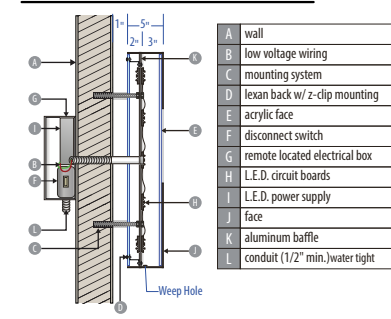 1" 5"
2" 3"
A
K
G
I
E
B
F
H
L
C
J
Weep Hole
D
A wall
B low voltage wiring
C mounting system
D lexan back w/ z-clip mounting
E acrylic face
F disconnect switch
G remote located electrical box
H L.E.D. circuit boards
I L.E.D. power supply
J face
K aluminum baffle
L conduit (1/2" min.)water tight